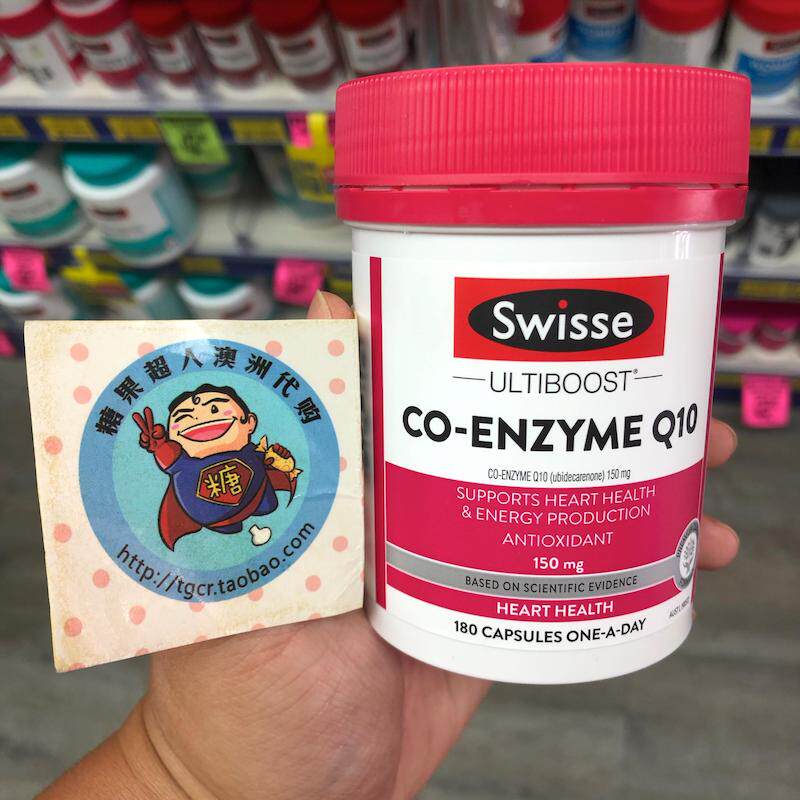 糖果超人澳洲代购
糖
http://tgcr.taobao.com
Swisse
ULTIBOOST®
CO-ENZYME Q10
CO-ENZYME Q10 (ubidecarenone) 150 mg
SUPPORTS HEART HEALTH
& ENERGY PRODUCTION
ANTIOXIDANT
150 mg
BASED ON SCIENTIFIC EVIDENCE
HEART HEALTH
180 CAPSULES ONE-A-DAY